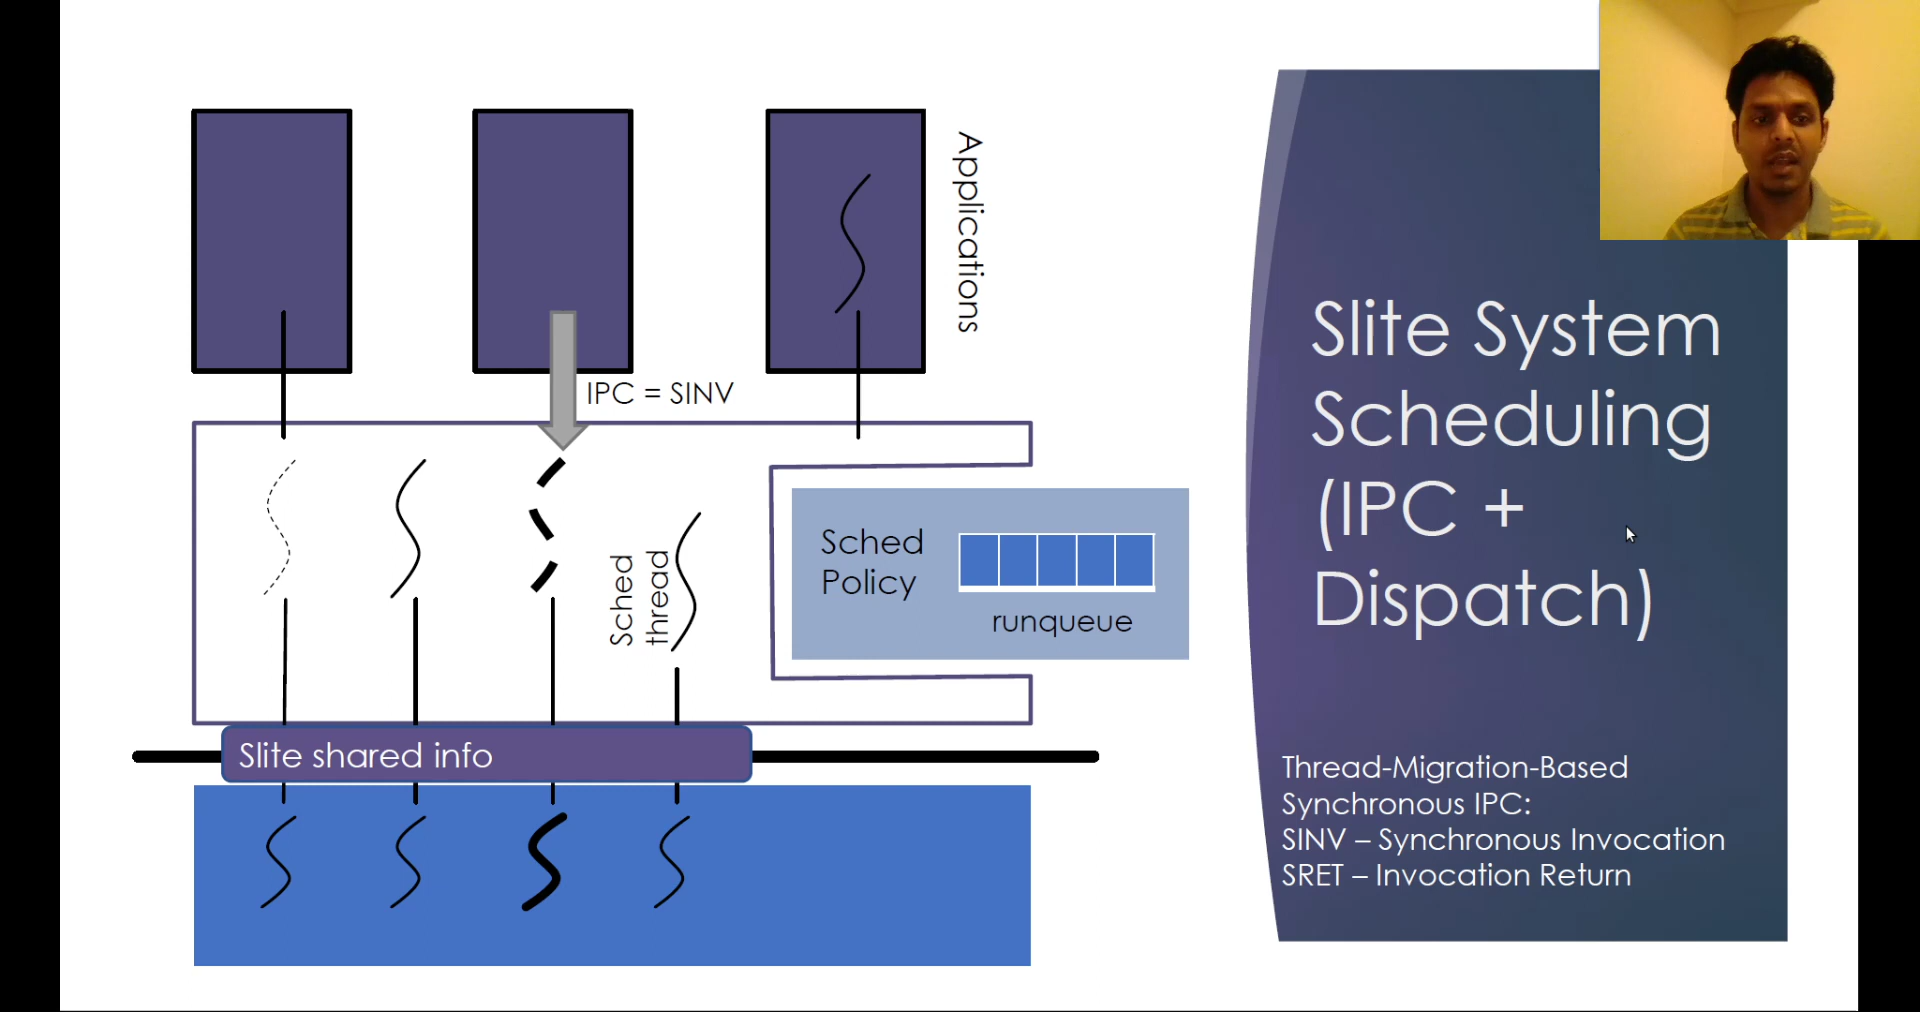 Applications
IPC = SINV
Sched
thread
Sched
Policy
runqueue
Slite shared info
Slite System
Scheduling
(IPC +
Dispatch)
Thread-Migration-Based
Synchronous IPC:
SINV – Synchronous Invocation
SRET – Invocation Return